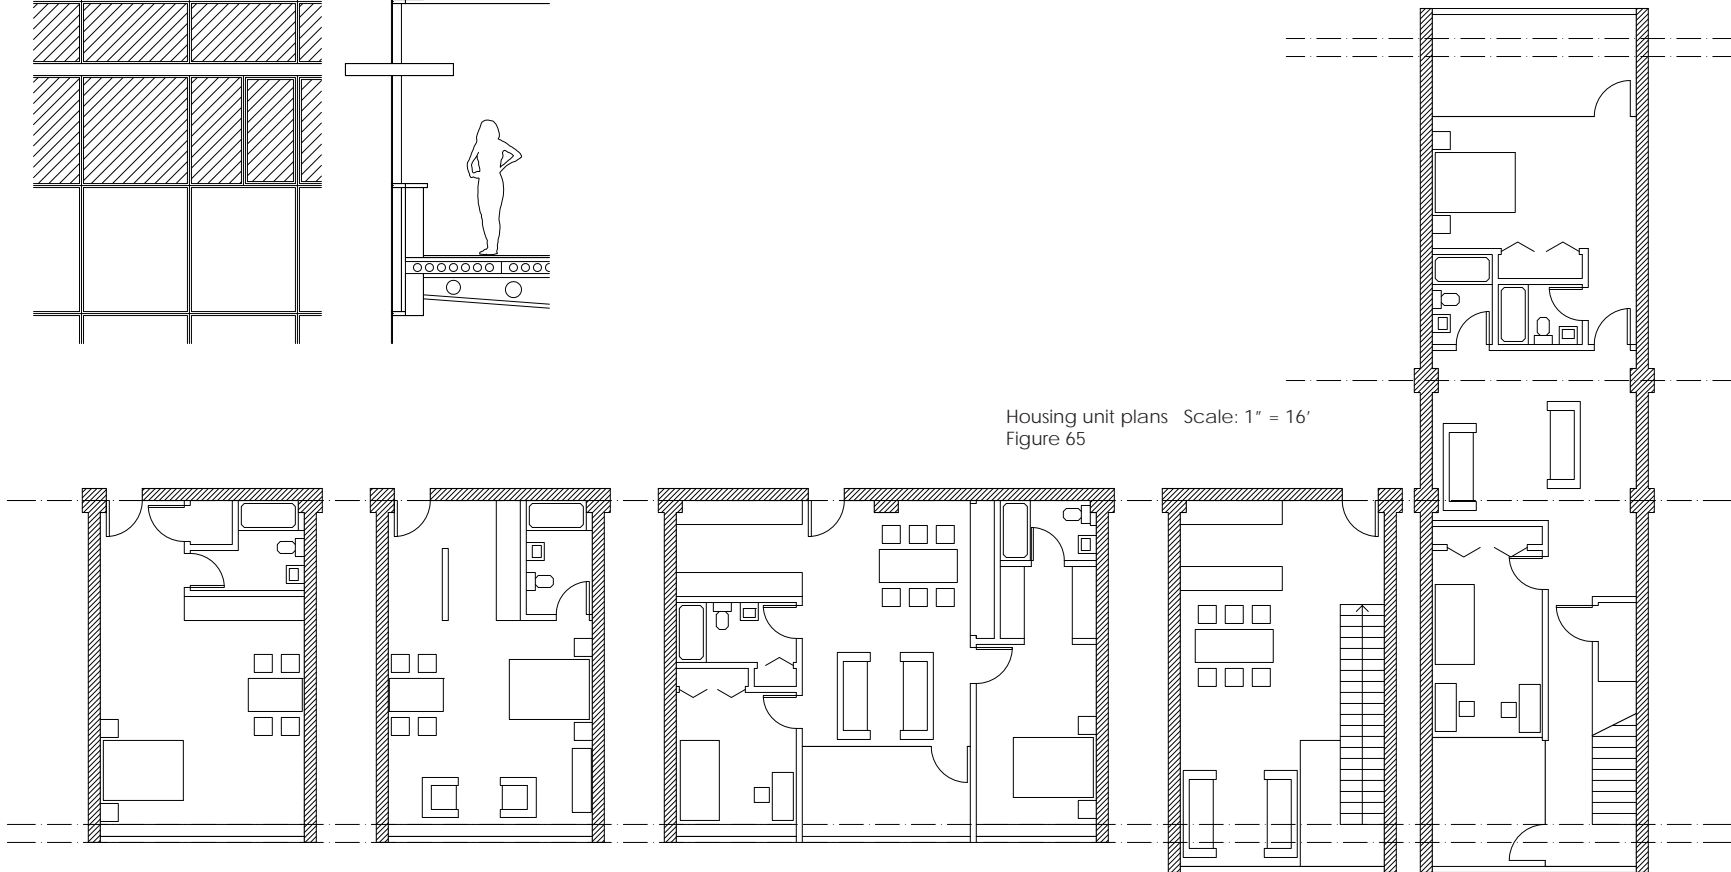 Housing unit plans   Scale: 1″ = 16′
Figure 65